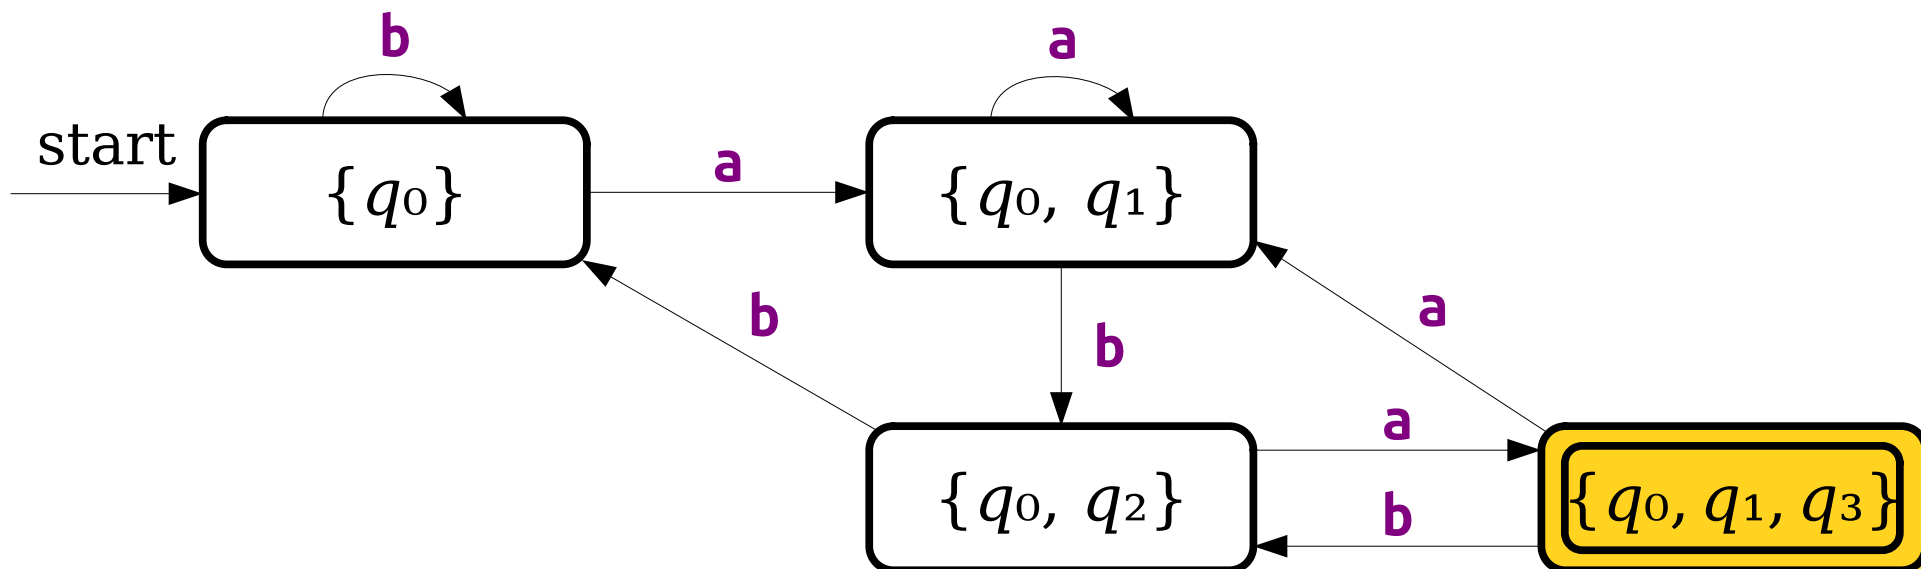 b
a
start
{q₀}
a
{q₀, q₁}
b
b
a
{q₀, q₂}
a
b
{q₀, q₁, q₃}